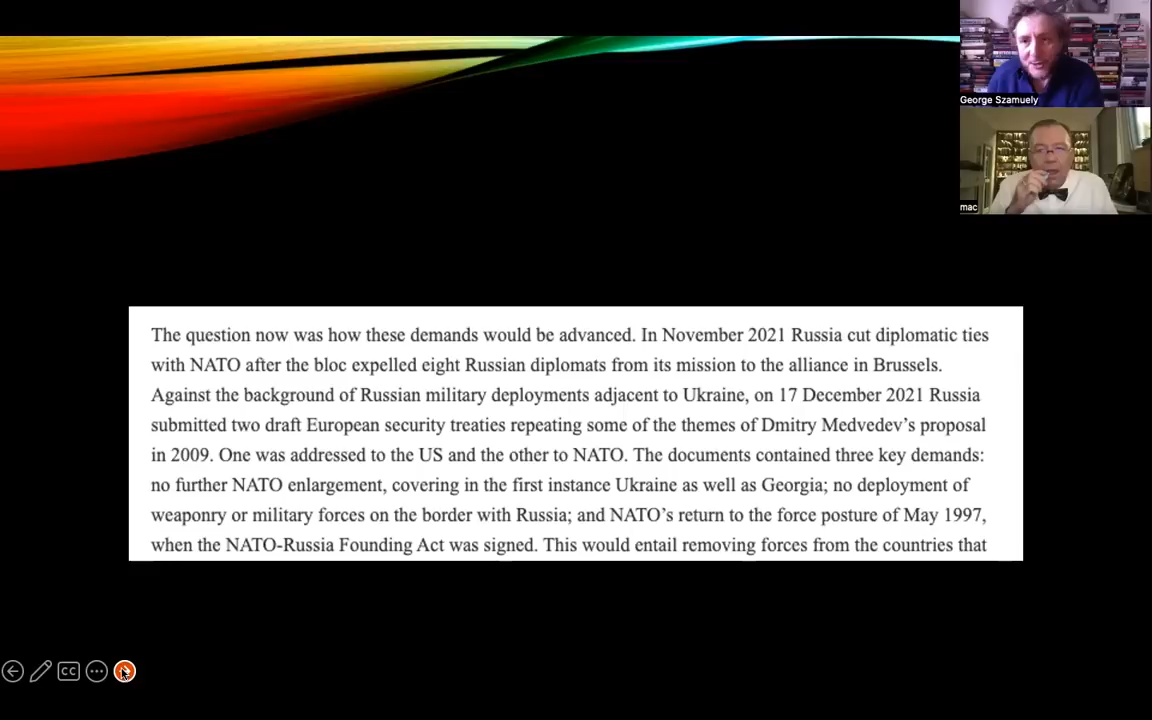 George Szamuely
mac
The question now was how these demands would be advanced. In November 2021 Russia cut diplomatic ties
with NATO after the bloc expelled eight Russian diplomats from its mission to the alliance in Brussels.
Against the background of Russian military deployments adjacent to Ukraine, on 17 December 2021 Russia
submitted two draft European security treaties repeating some of the themes of Dmitry Medvedev’s proposal
in 2009. One was addressed to the US and the other to NATO. The documents contained three key demands:
no further NATO enlargement, covering in the first instance Ukraine as well as Georgia; no deployment of
weaponry or military forces on the border with Russia; and NATO’s return to the force posture of May 1997,
when the NATO-Russia Founding Act was signed. This would entail removing forces from the countries that
CC